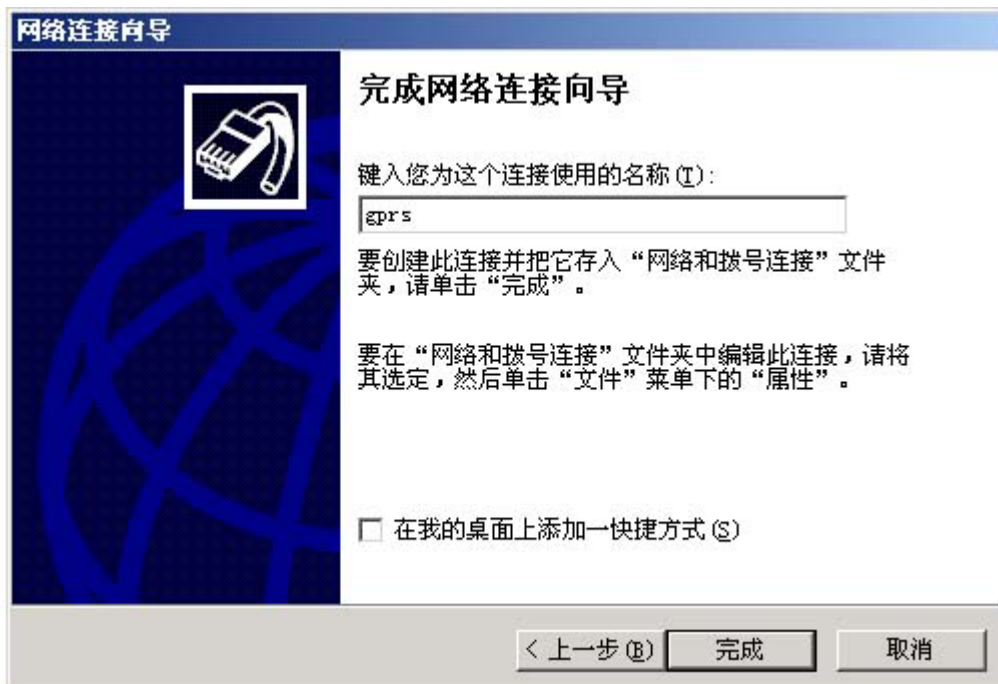 网络连接向导
完成网络连接向导
键入您为这个连接使用的名称(T):
gprs
要创建此连接并把它存入“网络和拨号连接”文件
夹，请单击“完成”。
要在“网络和拨号连接”文件夹中编辑此连接，请将
其选定，然后单击“文件”菜单下的“属性”。
在我的桌面上添加一快捷方式(S)
< 上一步(B)
完成
取消